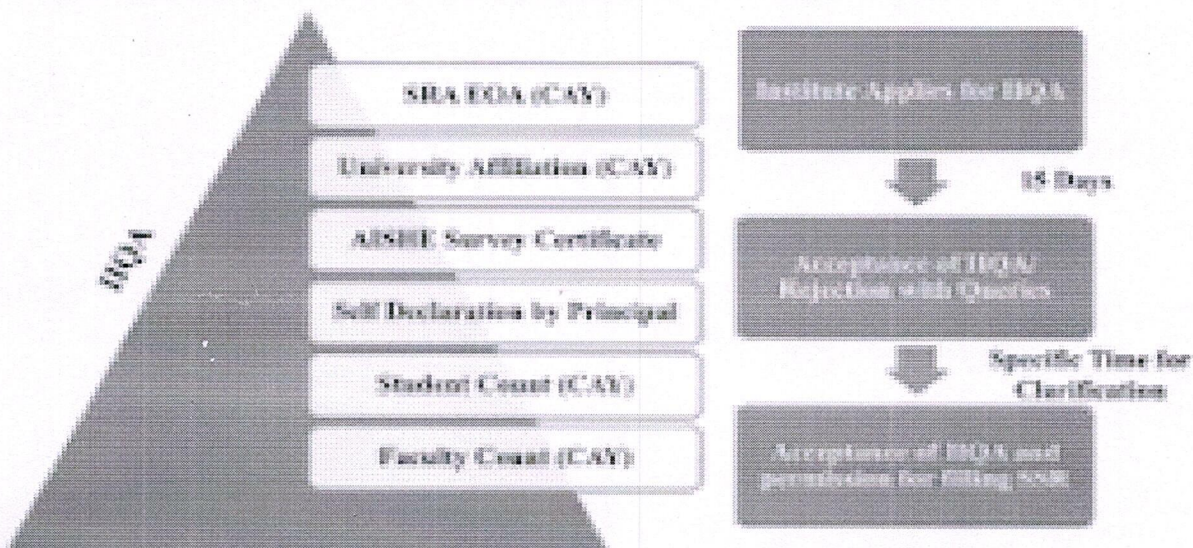 IIQA
SRA EOA (CAY)
University Affiliation (CAY)
AISHE Survey Certificate
Self Declaration by Principal
Student Count (CAY)
Faculty Count (CAY)
Institute Applies for IIQA
15 Days
Acceptance of IIQA/
Rejection with Queries
Specific Time for
Clarification
Acceptance of IIQA and
permission for filling SSR